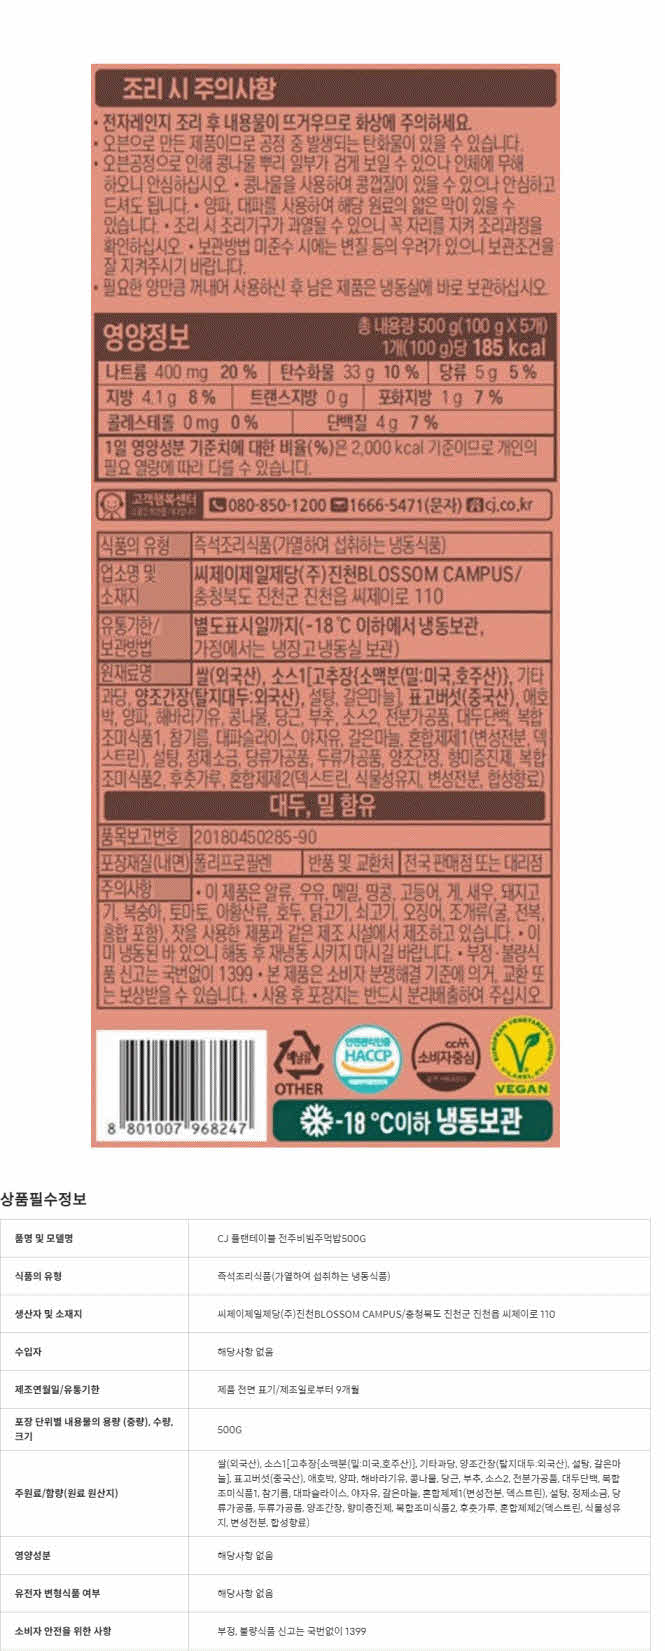 조리 시 주의사항
• 전자레인지 조리 후 내용물이 뜨거우므로 화상에 주의하세요.
• 오븐으로 만든 제품이므로 공정 중 발생되는 탄화물이 있을 수 있습니다.
• 오븐공정으로 인해 콩나물 뿌리 일부가 검게 보일 수 있으나 인체에 무해
하오니 안심하십시오. • 콩나물을 사용하여 콩껍질이 있을 수 있으나 안심하고
드셔도 됩니다. • 양파, 대파를 사용하여 해당 원료의 얇은 막이 있을 수
있습니다. • 조리 시 조리기구가 과열될 수 있으니 꼭 자리를 지켜 조리과정을
확인하십시오. • 보관방법 미준수 시에는 변질 등의 우려가 있으니 보관조건을
잘 지켜주시기 바랍니다.
• 필요한 양만큼 꺼내어 사용하신 후 남은 제품은 냉동실에 바로 보관하십시오.
영양정보
총 내용량 500 g(100 g X 5개)
1개(100 g)당 185 kcal
나트륨 400 mg 20 % 탄수화물 33 g 10 % 당류 5 g 5 %
지방 4.1 g 8 % 트랜스지방 0 g 포화지방 1 g 7 %
콜레스테롤 0 mg 0 % 단백질 4 g 7 %
1일 영양성분 기준치에 대한 비율(%)은 2,000 kcal 기준이므로 개인의
필요 열량에 따라 다를 수 있습니다.
고객행복센터 080-850-1200 1666-5471(문자) cj.co.kr
식품의 유형 즉석조리식품(가열하여 섭취하는 냉동식품)
업소명 및 씨제이제일제당(주)진천BLOSSOM CAMPUS/
소재지 충청북도 진천군 진천읍 씨제이로 110
유통기한/ 별도표시일까지(-18℃ 이하에서 냉동보관,
보관방법 가정에서는 냉장고 냉동실 보관)
원재료명 쌀(외국산), 소스1[고추장{소맥분(밀:미국,호주산)}, 기타
과당, 양조간장(탈지대두:외국산), 설탕, 갈은마늘], 표고버섯(중국산), 애호
박, 양파, 해바라기유, 콩나물, 당근, 부추, 소스2, 전분가공품, 대두단백, 복합
조미식품1, 참기름, 대파슬라이스, 야자유, 갈은마늘, 혼합제제1(변성전분, 덱
스트린), 설탕, 정제소금, 당류가공품, 두류가공품, 양조간장, 향미증진제, 복합
조미식품2, 후춧가루, 혼합제제2(덱스트린, 식물성유지, 변성전분, 합성향료)
대두, 밀 함유
품목보고번호 20180450285-90
포장재질(내면) 폴리프로필렌 반품 및 교환처 전국 판매점 또는 대리점
주의사항 • 이 제품은 알류, 우유, 메밀, 땅콩, 고등어, 게, 새우, 돼지고
기, 복숭아, 토마토, 아황산류, 호두, 닭고기, 쇠고기, 오징어, 조개류(굴, 전복,
홍합 포함), 잣을 사용한 제품과 같은 제조 시설에서 제조하고 있습니다. • 이
미 냉동된 바 있으니 해동 후 재냉동 시키지 마시길 바랍니다. • 부정·불량식
품 신고는 국번없이 1399 • 본 제품은 소비자 분쟁해결 기준에 의거, 교환 또
는 보상받을 수 있습니다. • 사용 후 포장지는 반드시 분리배출하여 주십시오.
8 801007 968247
비닐류
OTHER
안전관리인증
HACCP
ccm
소비자중심
EUROPEAN VEGETARIAN UNION
VEGAN
-18 ℃이하 냉동보관
상품필수정보
품명 및 모델명 CJ 플랜테이블 전주비빔주먹밥500G
식품의 유형 즉석조리식품(가열하여 섭취하는 냉동식품)
생산자 및 소재지 씨제이제일제당(주)진천BLOSSOM CAMPUS/충청북도 진천군 진천읍 씨제이로 110
수입자 해당사항 없음
제조연월일/유통기한 제품 전면 표기/제조일로부터 9개월
포장 단위별 내용물의 용량 (중량), 수량,
크기 500G
쌀(외국산), 소스1[고추장{소맥분(밀:미국,호주산)}, 기타과당, 양조간장(탈지대두:외국산), 설탕, 갈은마
늘], 표고버섯(중국산), 애호박, 양파, 해바라기유, 콩나물, 당근, 부추, 소스2, 전분가공품, 대두단백, 복합
주원료/함량(원료 원산지) 조미식품1, 참기름, 대파슬라이스, 야자유, 갈은마늘, 혼합제제1(변성전분, 덱스트린), 설탕, 정제소금, 당
류가공품, 두류가공품, 양조간장, 향미증진제, 복합조미식품2, 후춧가루, 혼합제제2(덱스트린, 식물성유
지, 변성전분, 합성향료)
영양성분 해당사항 없음
유전자 변형식품 여부 해당사항 없음
소비자 안전을 위한 사항 부정, 불량식품 신고는 국번없이 1399